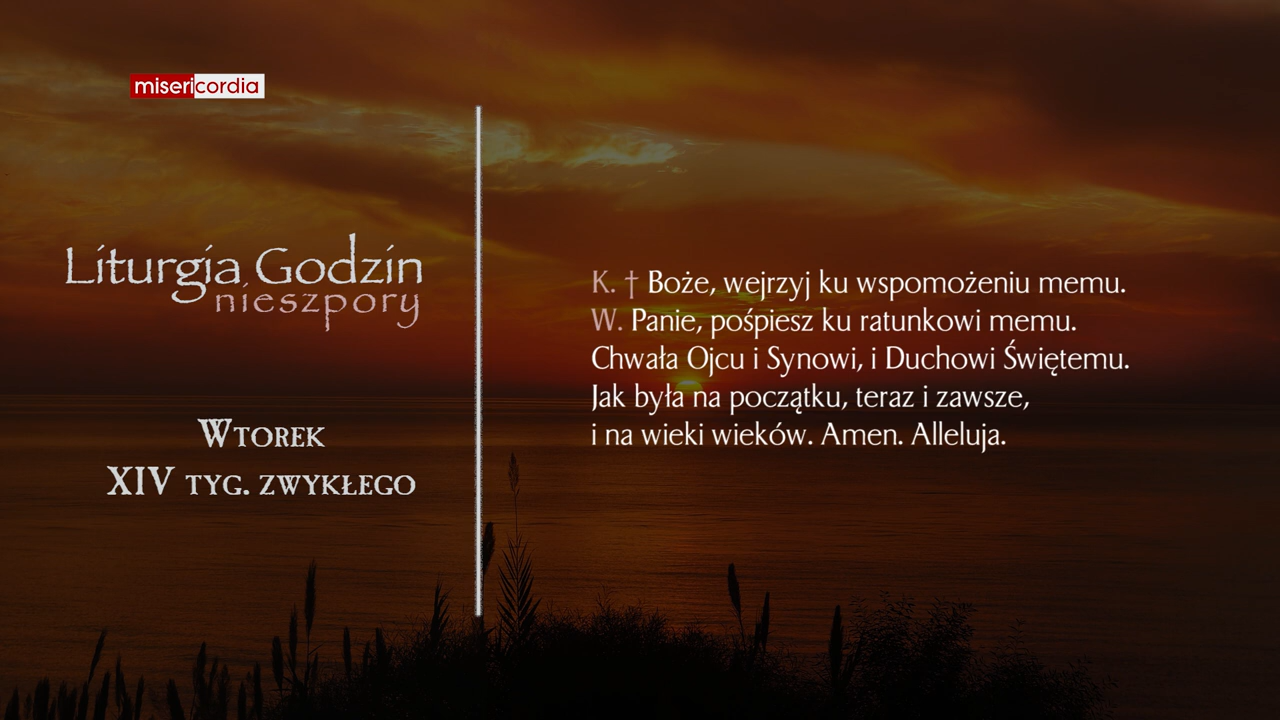 misericordia
Liturgia Godzin
nieszpory
Wtorek
XIV tyg. zwykłego
K. † Boże, wejrzyj ku wspomożeniu memu.
W. Panie, pośpiesz ku ratunkowi memu.
Chwała Ojcu i Synowi, i Duchowi Świętemu.
Jak była na początku, teraz i zawsze,
i na wieki wieków. Amen. Alleluja.